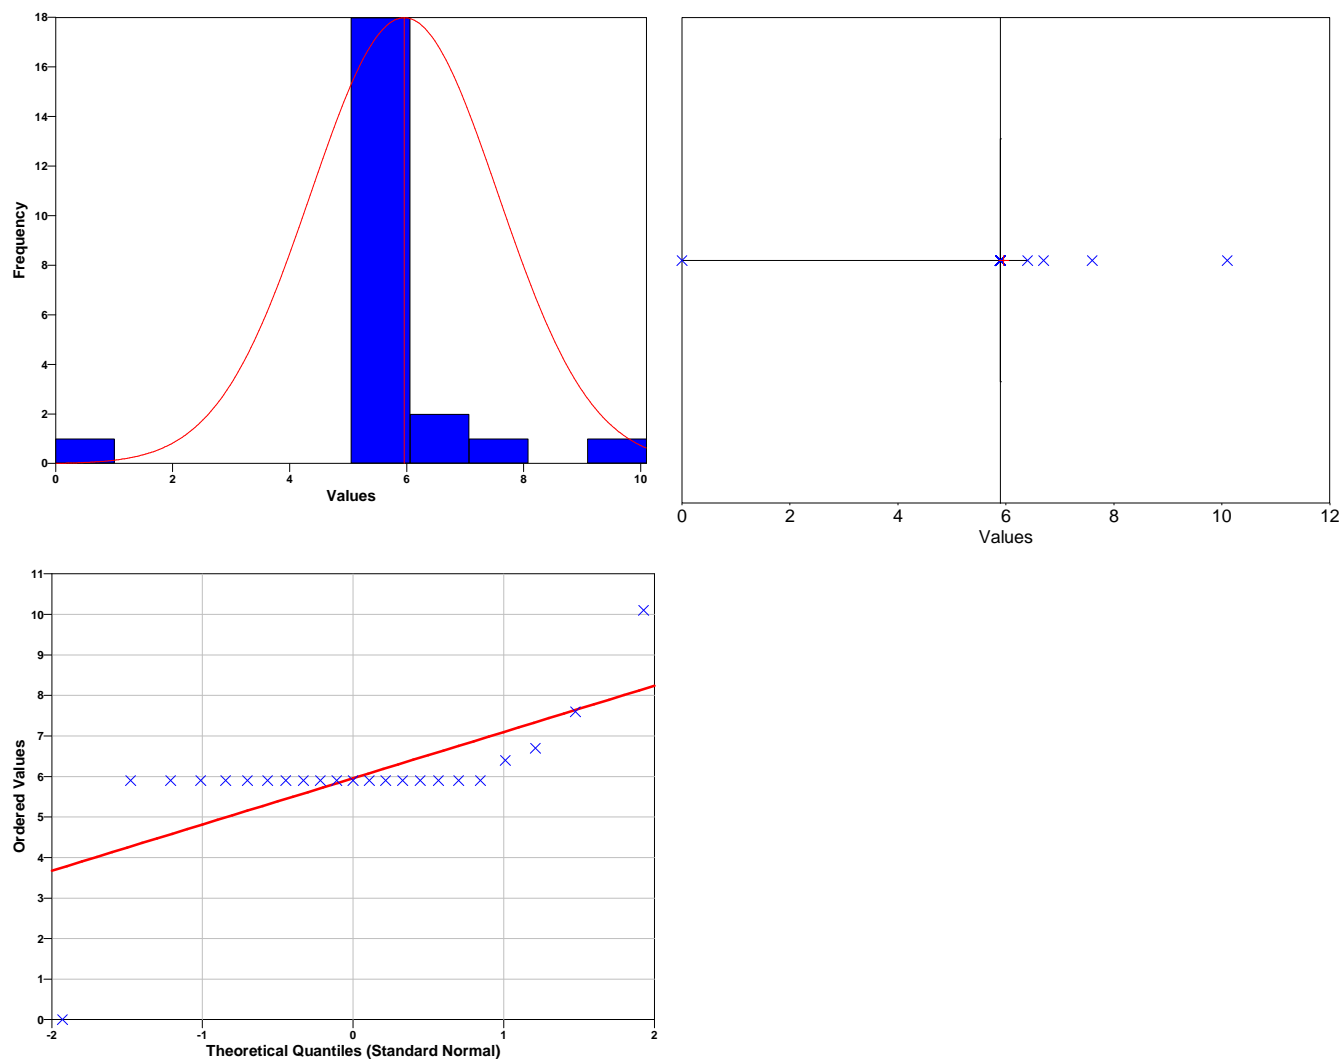 18
16
14
12
10
8
6
4
2
0
Frequency
0 2 4 6 8 10
Values
0 2 4 6 8 10 12
Values
11
10
9
8
7
6
5
4
3
2
1
0
Ordered Values
-2 -1 0 1 2
Theoretical Quantiles (Standard Normal)